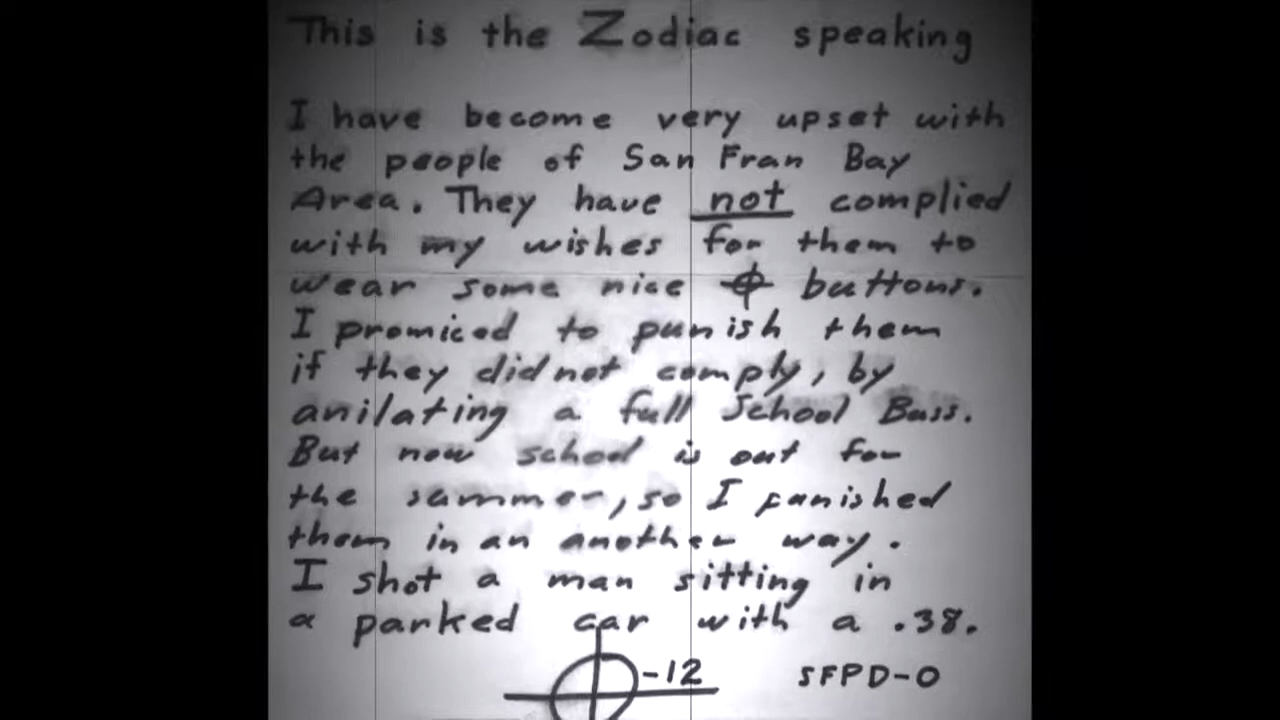 This is the Zodiac speaking
I have become very upset with
the people of San Fran Bay
Area. They have not complied
with my wishes for them to
wear some nice ⌖ buttons.
I promiced to punish them
if they did not comply, by
anilating a full School Buss.
But now school is out for
the summer, so I punished
them in an another way.
I shot a man sitting in
a parked car with a .38.
⌖-12 SFPD-0